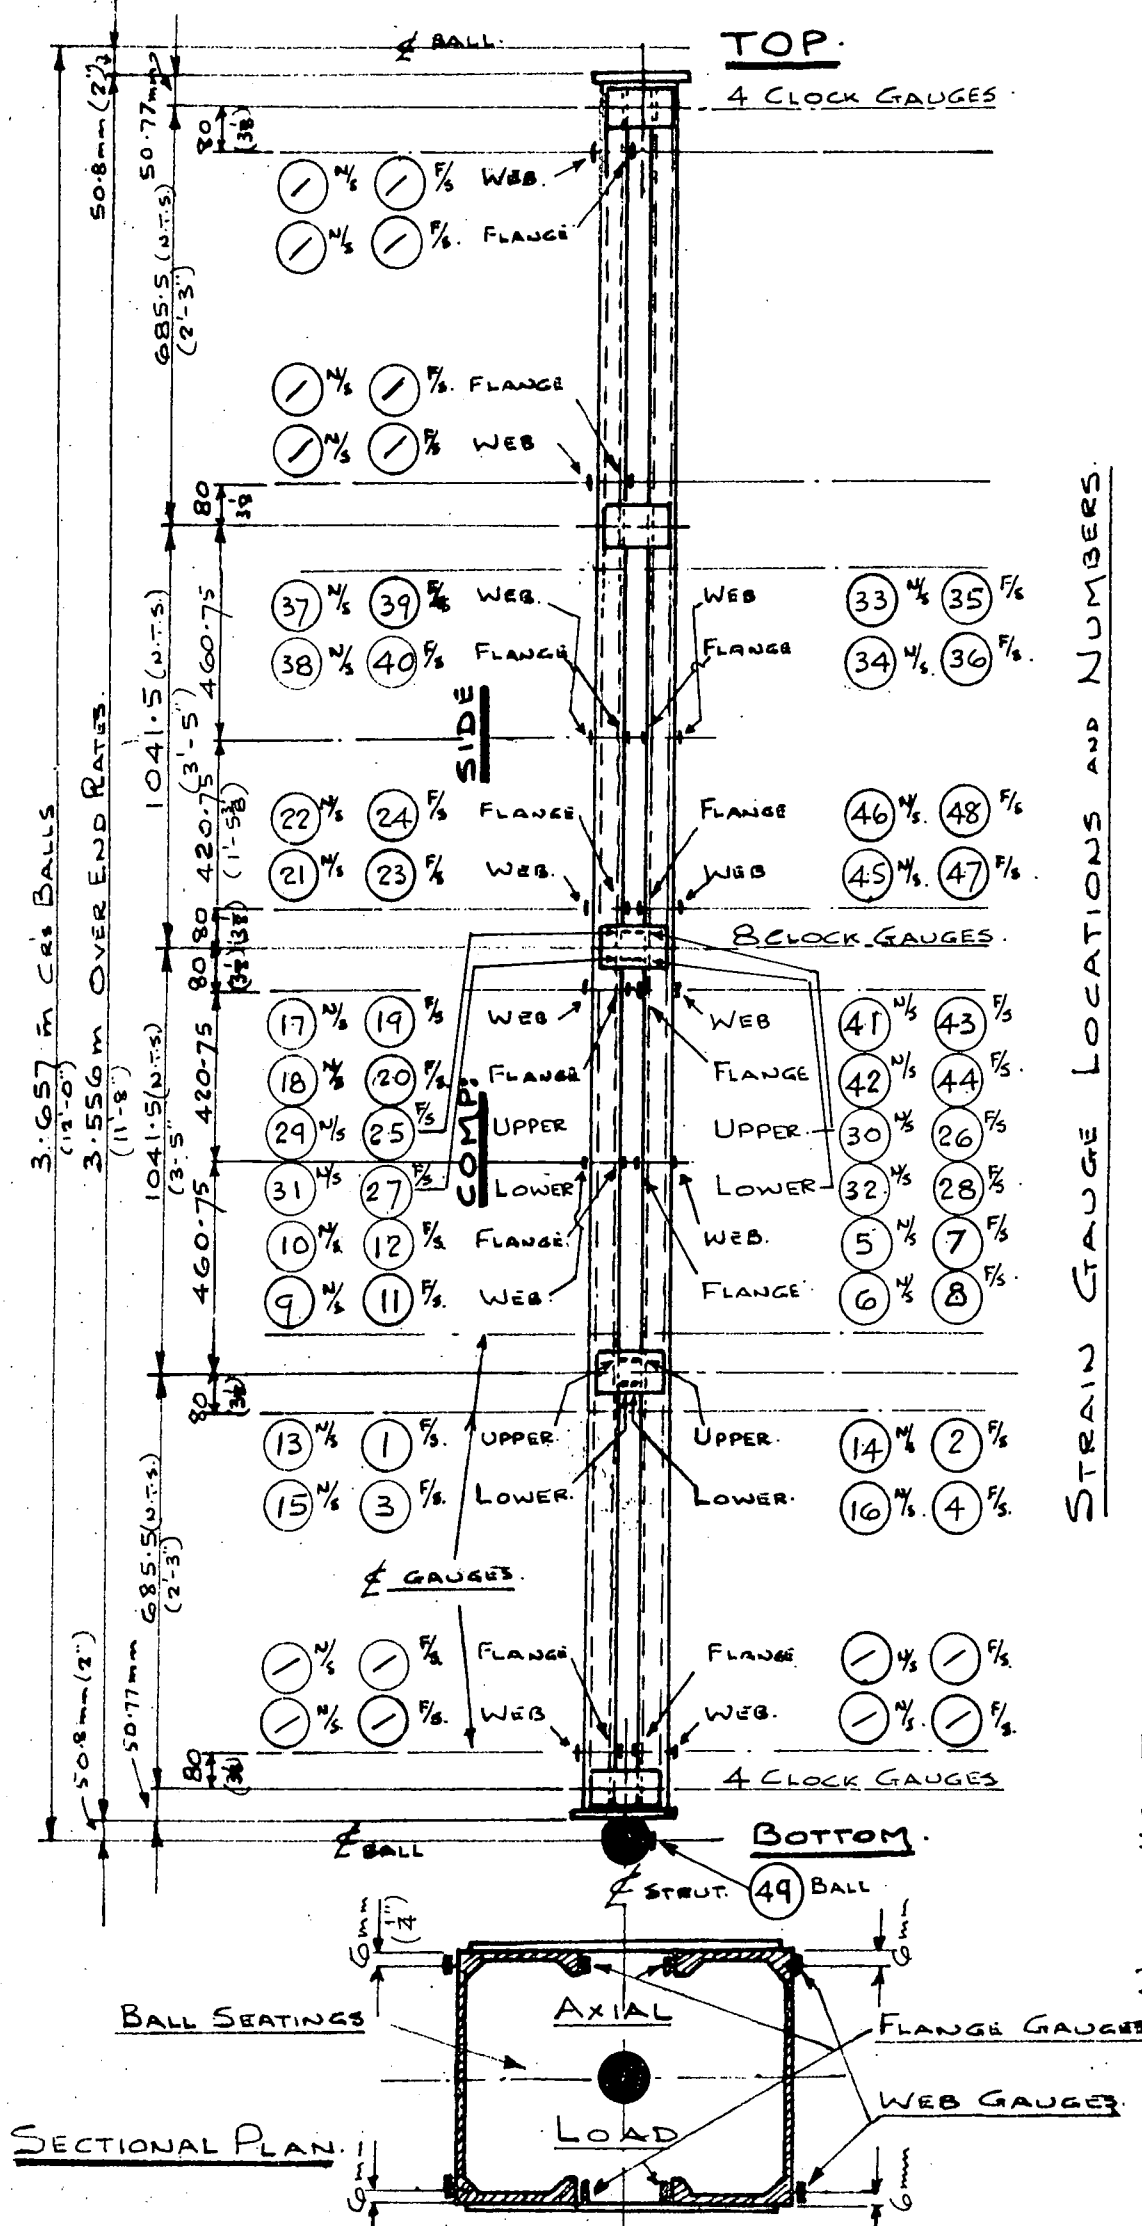 ℄ BALL.
TOP.
4 CLOCK GAUGES
50.8mm (2")
50.77mm
80
(3⅛")
N/S F/S WEB.
N/S F/S. FLANGE
685.5 (N.T.S.)
(2'-3")
N/S F/S. FLANGE
N/S F/S WEB
80
3⅛"
37 N/S 39 F/S WEB.
WEB 33 N/S 35 F/S
38 N/S 40 F/S FLANGE
FLANGE 34 N/S. 36 F/S.
1041.5 (N.T.S.)
(3'-5")
460.75
SIDE
22 N/S 24 F/S FLANGE
FLANGE 46 N/S. 48 F/S
21 N/S 23 F/S WEB.
WEB 45 N/S. 47 F/S.
420.75
(1'-5⅜")
80 (3⅛")
8 CLOCK GAUGES.
80 (3⅛")
17 N/S 19 F/S WEB
WEB 41 N/S 43 F/S
18 N/S 20 F/S. FLANGE
FLANGE 42 N/S 44 F/S.
29 N/S 25 F/S UPPER
UPPER. 30 N/S 26 F/S
31 N/S 27 F/S LOWER
LOWER 32 N/S 28 F/S
10 N/S 12 F/S. FLANGE.
WEB. 5 N/S 7 F/S
9 N/S 11 F/S. WEB.
FLANGE 6 N/S 8 F/S.
COMP.
420.75
1041.5 (N.T.S.)
(3'-5")
460.75
3.657 m CRS BALLS
(12'-0")
3.556 m OVER END PLATES.
(11'-8")
80
(3⅛")
13 N/S 1 F/S. UPPER.
UPPER. 14 N/S 2 F/S
15 N/S 3 F/S. LOWER.
LOWER. 16 N/S. 4 F/S.
685.5 (N.T.S.)
(2'-3")
℄ GAUGES.
N/S F/S. FLANGE
FLANGE N/S F/S.
N/S. F/S. WEB
WEB. N/S. F/S.
80
(3⅛")
4 CLOCK GAUGES
50.8mm (2")
50.77mm
℄ BALL
BOTTOM.
℄ STRUT. 49 BALL
STRAIN GAUGE LOCATIONS AND NUMBERS.
6mm
(¼")
6mm
BALL SEATINGS
AXIAL
FLANGE GAUGES
LOAD
WEB GAUGES.
SECTIONAL PLAN.
6mm
6mm